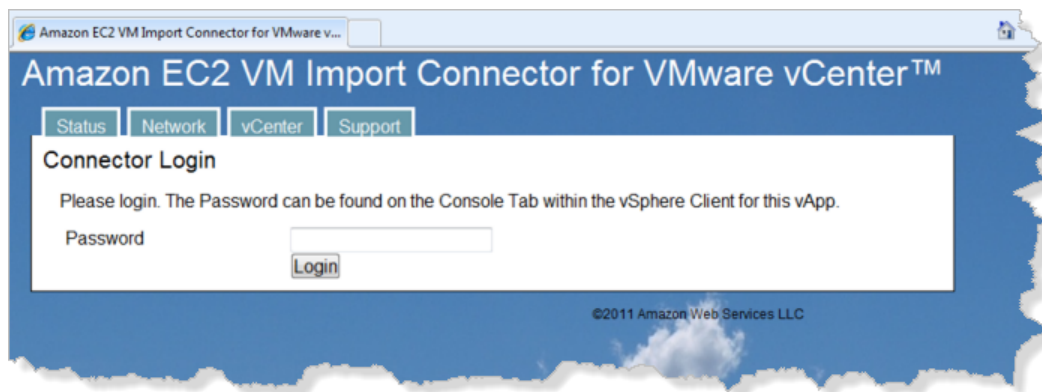 Amazon EC2 VM Import Connector for VMware v...
Amazon EC2 VM Import Connector for VMware vCenter™
Status Network vCenter Support
Connector Login
Please login. The Password can be found on the Console Tab within the vSphere Client for this vApp.
Password
Login
©2011 Amazon Web Services LLC